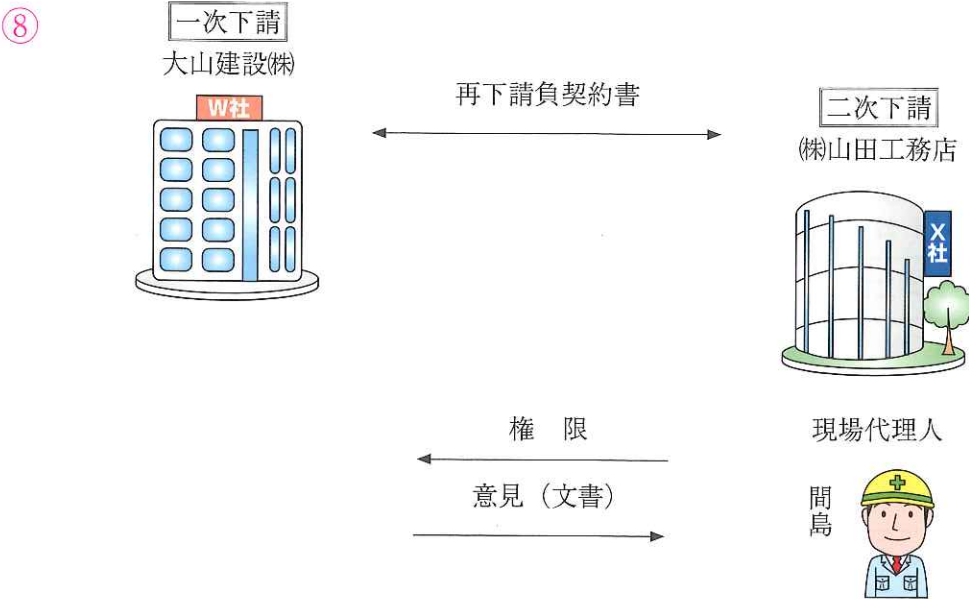 ⑧
一次下請
大山建設㈱
W社
再下請負契約書
二次下請
㈱山田工務店
X社
権 限
意見（文書）
現場代理人
間島